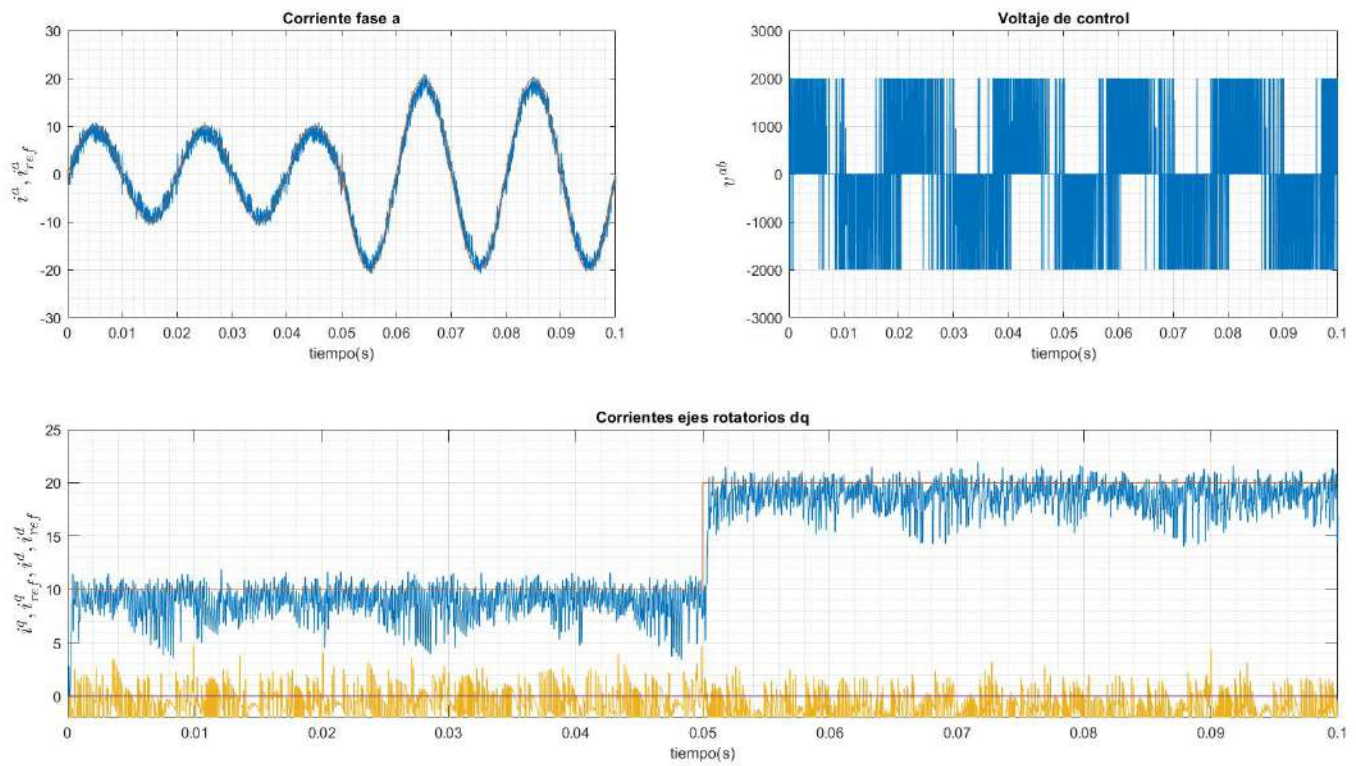 Corriente fase a
30
20
10
0
-10
-20
-30
i^a, i^a_ref
0 0.01 0.02 0.03 0.04 0.05 0.06 0.07 0.08 0.09 0.1
tiempo(s)
Voltaje de control
3000
2000
1000
0
-1000
-2000
-3000
v^ab
0 0.01 0.02 0.03 0.04 0.05 0.06 0.07 0.08 0.09 0.1
tiempo(s)
Corrientes ejes rotatorios dq
25
20
15
10
5
0
i^q, i^q_ref, i^d, i^d_ref
0 0.01 0.02 0.03 0.04 0.05 0.06 0.07 0.08 0.09 0.1
tiempo(s)